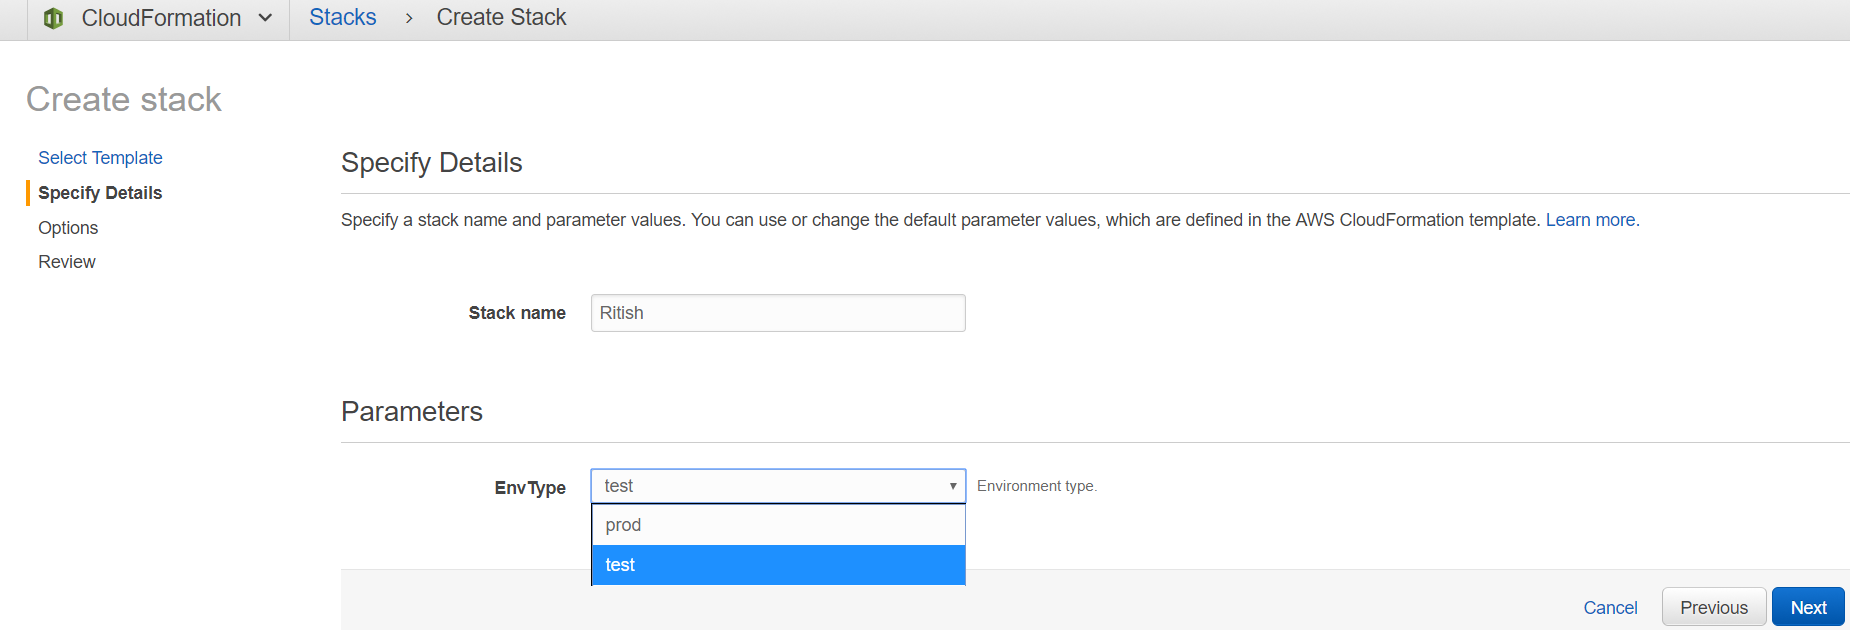 CloudFormation Stacks > Create Stack
Create stack
Select Template
Specify Details
Options
Review
Specify Details
Specify a stack name and parameter values. You can use or change the default parameter values, which are defined in the AWS CloudFormation template. Learn more.
Stack name Ritish
Parameters
EnvType test Environment type.
prod
test
Cancel Previous Next